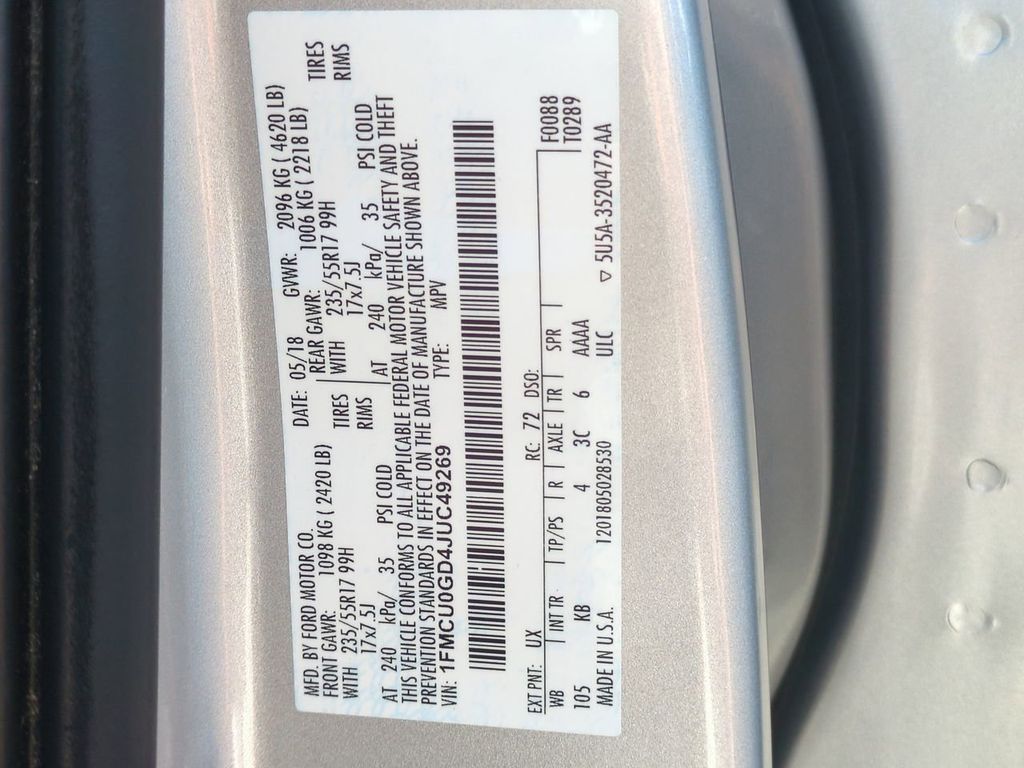 MFD. BY FORD MOTOR CO. DATE: 05/18 GVWR: 2096 KG ( 4620 LB)
FRONT GAWR: 1098 KG ( 2420 LB) REAR GAWR: 1006 KG ( 2218 LB)
WITH 235/55R17 99H TIRES WITH 235/55R17 99H TIRES
17x7.5J RIMS 17x7.5J RIMS
AT 240 kPa/ 35 PSI COLD AT 240 kPa/ 35 PSI COLD
THIS VEHICLE CONFORMS TO ALL APPLICABLE FEDERAL MOTOR VEHICLE SAFETY AND THEFT
PREVENTION STANDARDS IN EFFECT ON THE DATE OF MANUFACTURE SHOWN ABOVE.
VIN: 1FMCU0GD4JUC49269 TYPE: MPV
EXT PNT: UX RC: 72 DSO: F0088
WB INT TR TP/PS R AXLE TR SPR T0289
105 KB 4 3C 6 AAAA
MADE IN U.S.A. 1201805028530 ULC ▽ 5U5A-3520472-AA